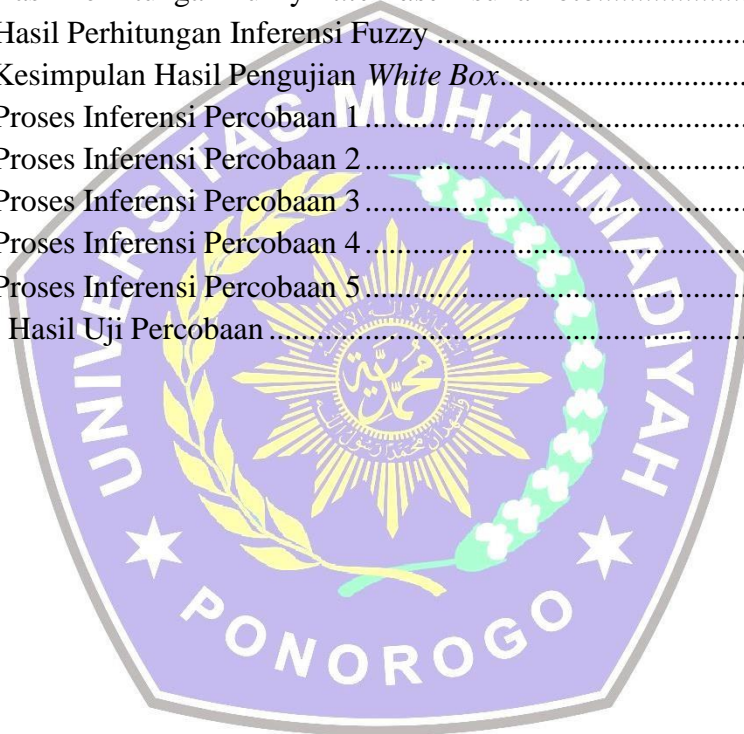 Hasil Perhitungan Inferensi Fuzzy ....................................
Kesimpulan Hasil Pengujian White Box....................................
Proses Inferensi Percobaan 1....................................
Proses Inferensi Percobaan 2....................................
Proses Inferensi Percobaan 3....................................
Proses Inferensi Percobaan 4....................................
Proses Inferensi Percobaan 5....................................
Hasil Uji Percobaan....................................
UNIVERSITAS MUHAMMADIYAH
محمدية
PONOROGO